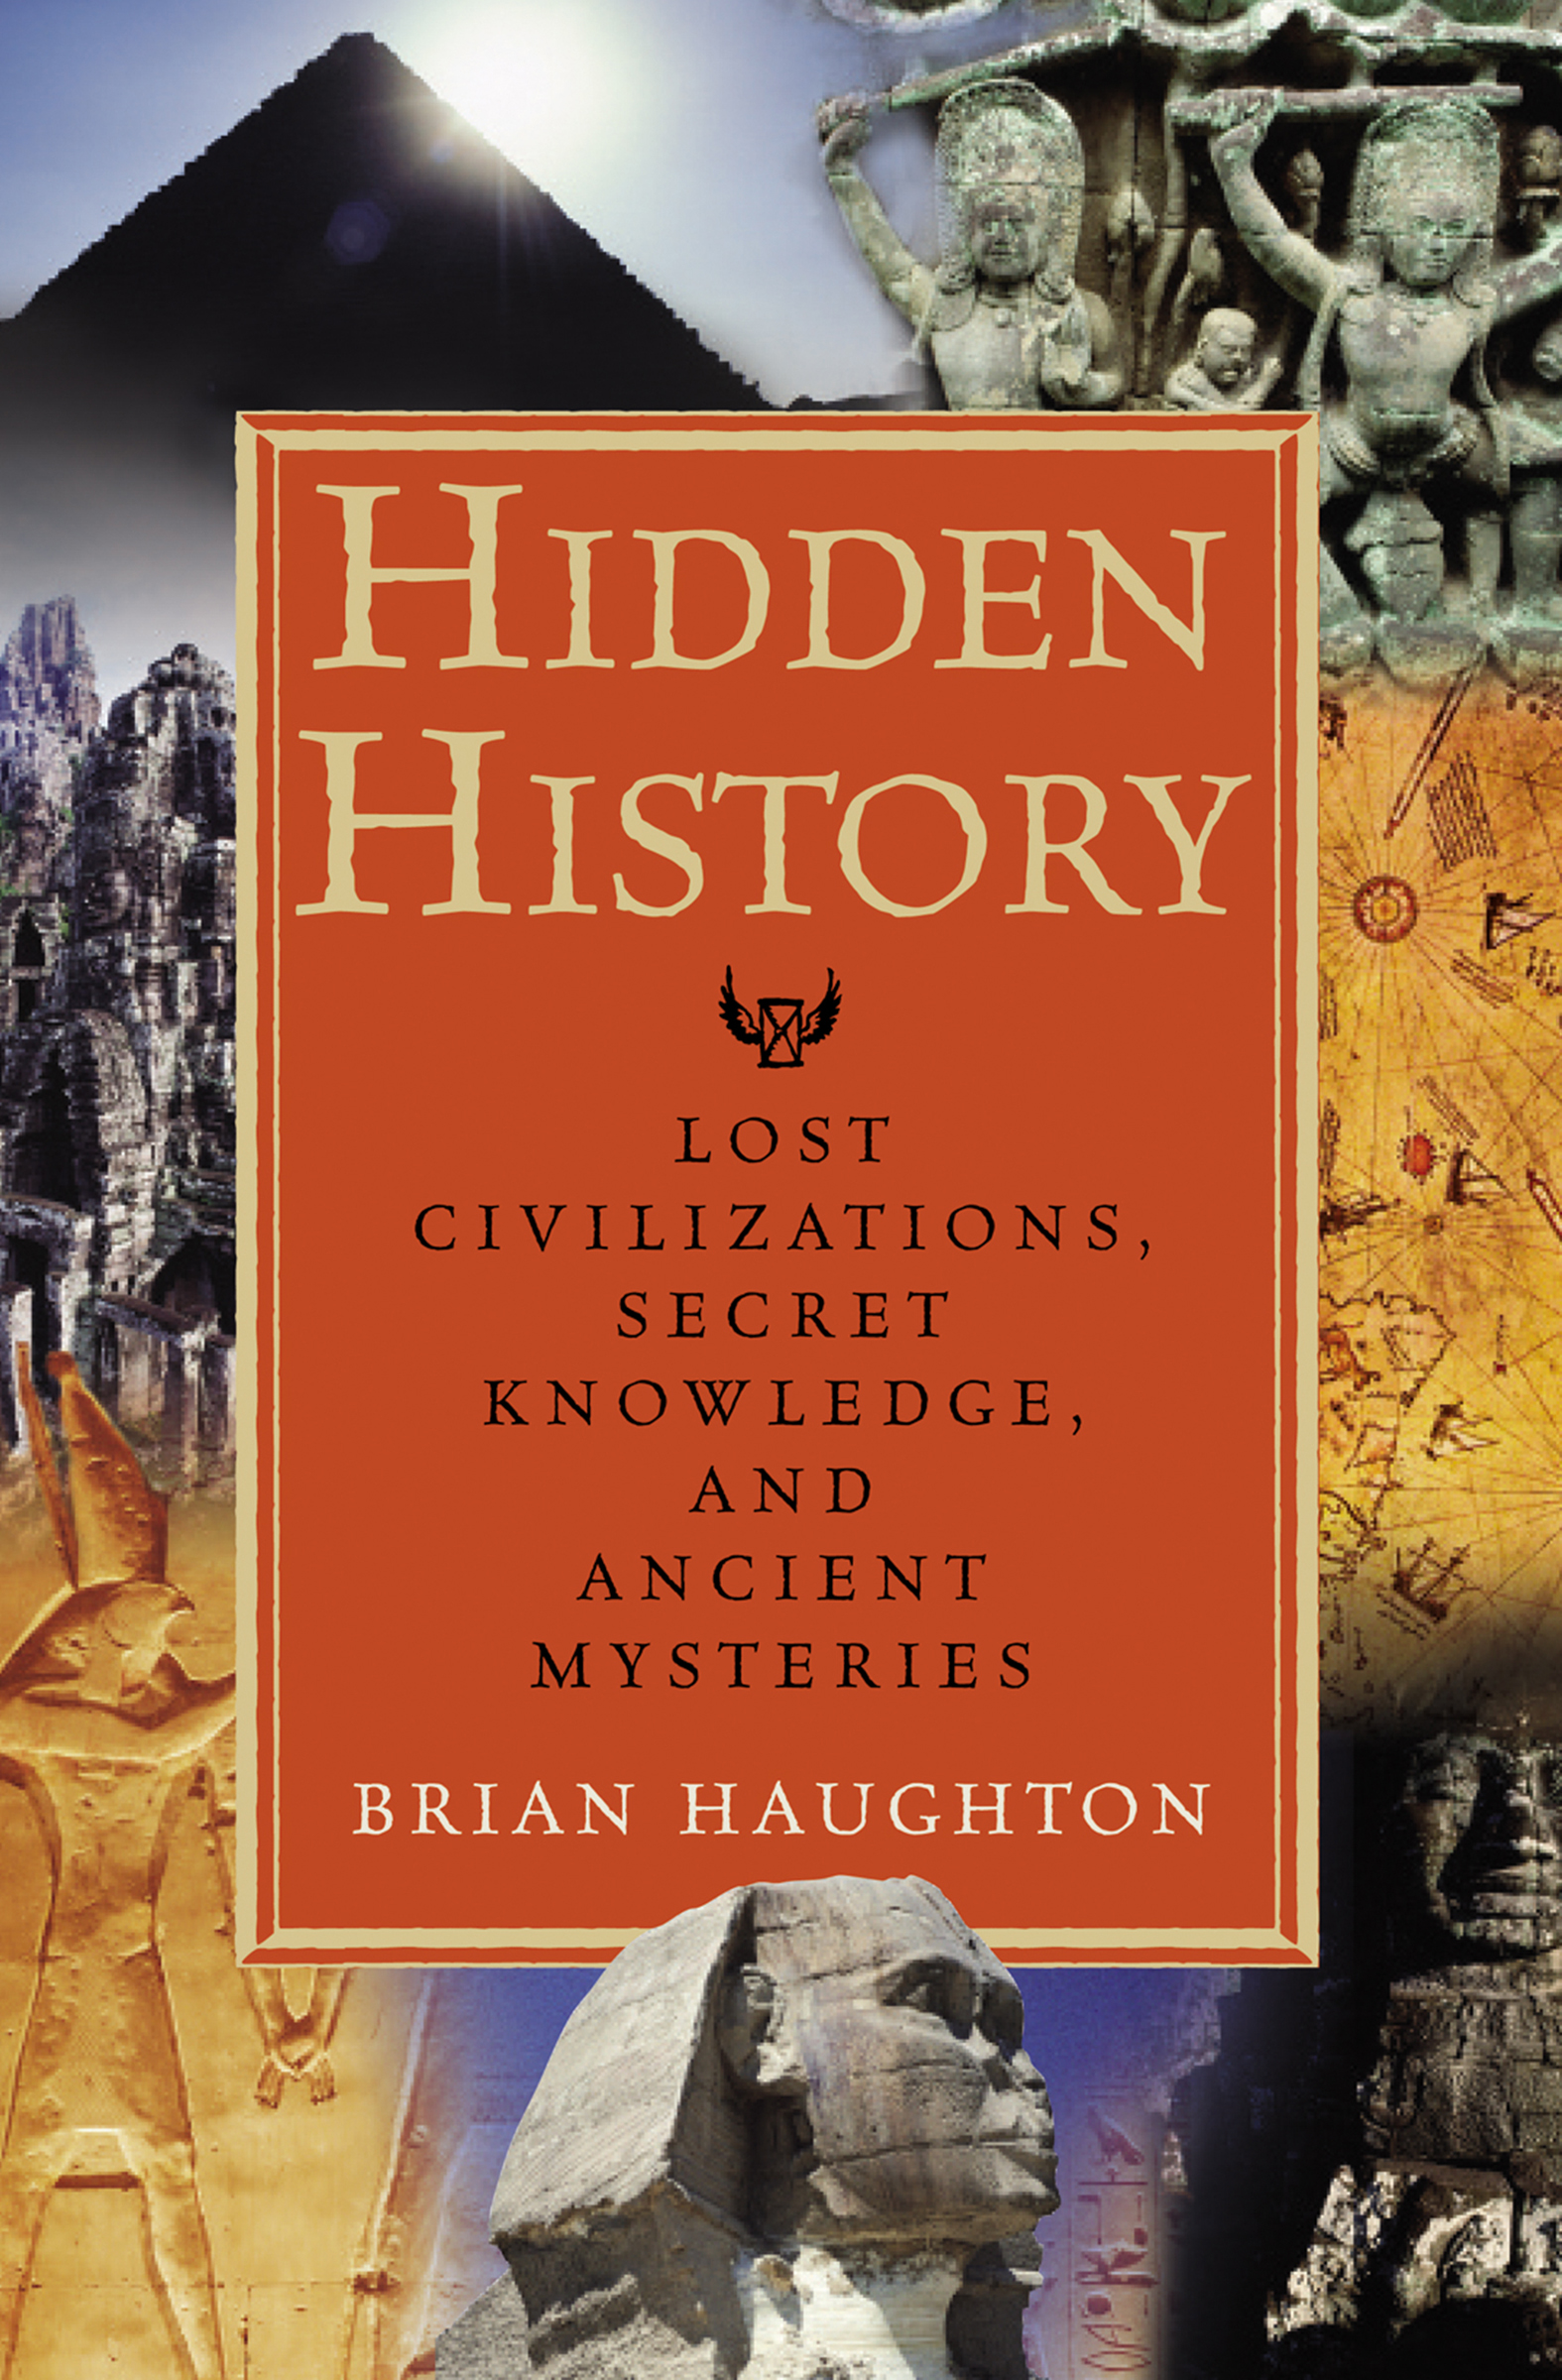 HIDDEN
HISTORY
LOST
CIVILIZATIONS,
SECRET
KNOWLEDGE,
AND
ANCIENT
MYSTERIES
BRIAN HAUGHTON